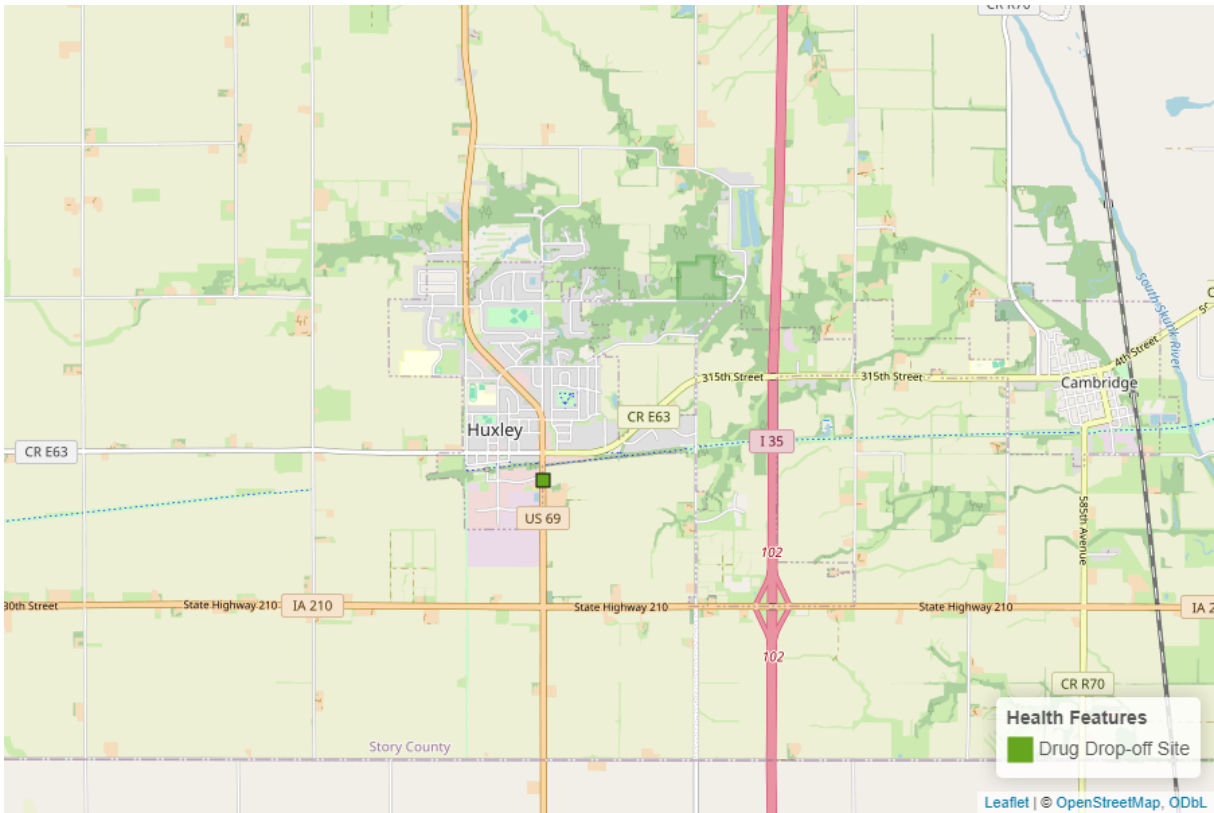 CR R70
South Skunk River
4th Street
315th Street
315th Street
Cambridge
CR E63
Huxley
I 35
CR E63
US 69
585th Avenue
102
30th Street
State Highway 210
IA 210
State Highway 210
State Highway 210
IA 2
102
CR R70
Story County
Health Features
Drug Drop-off Site
Leaflet | © OpenStreetMap, ODbL